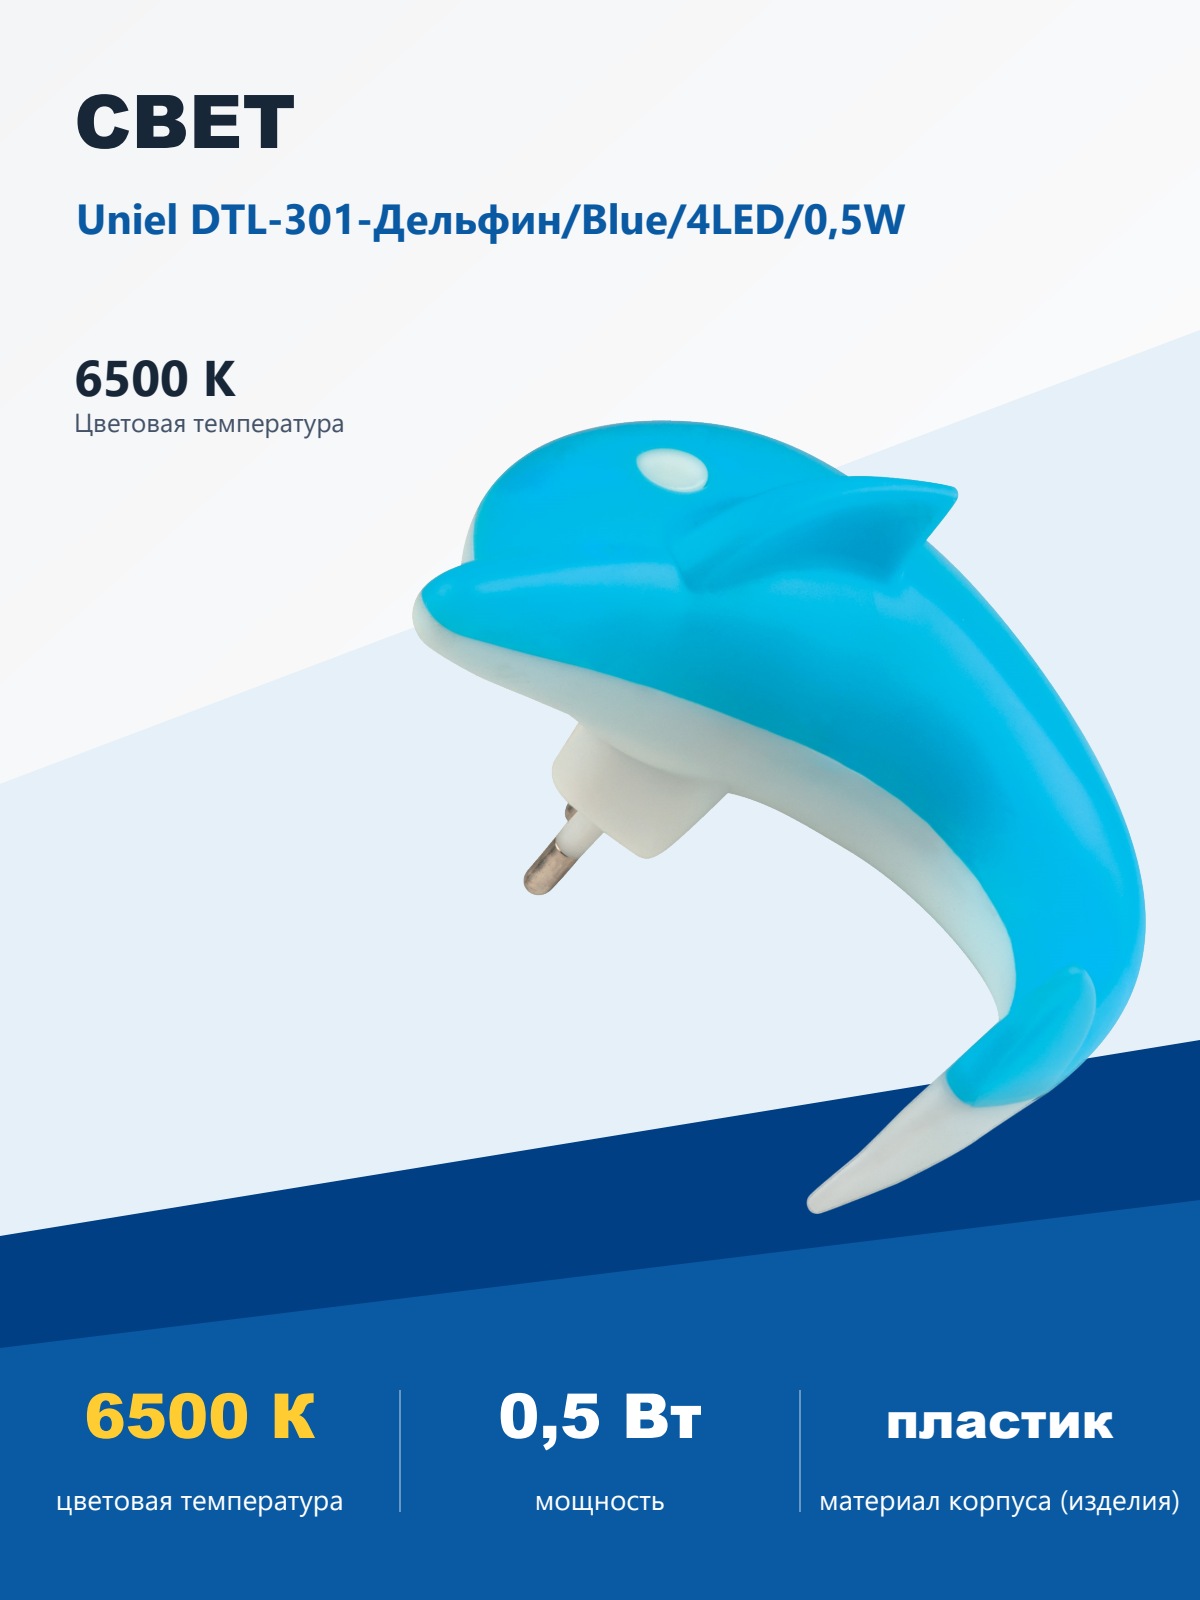 СВЕТ
Uniel DTL-301-Дельфин/Blue/4LED/0,5W
6500 К
Цветовая температура
6500 К
цветовая температура
0,5 Вт
мощность
пластик
материал корпуса (изделия)